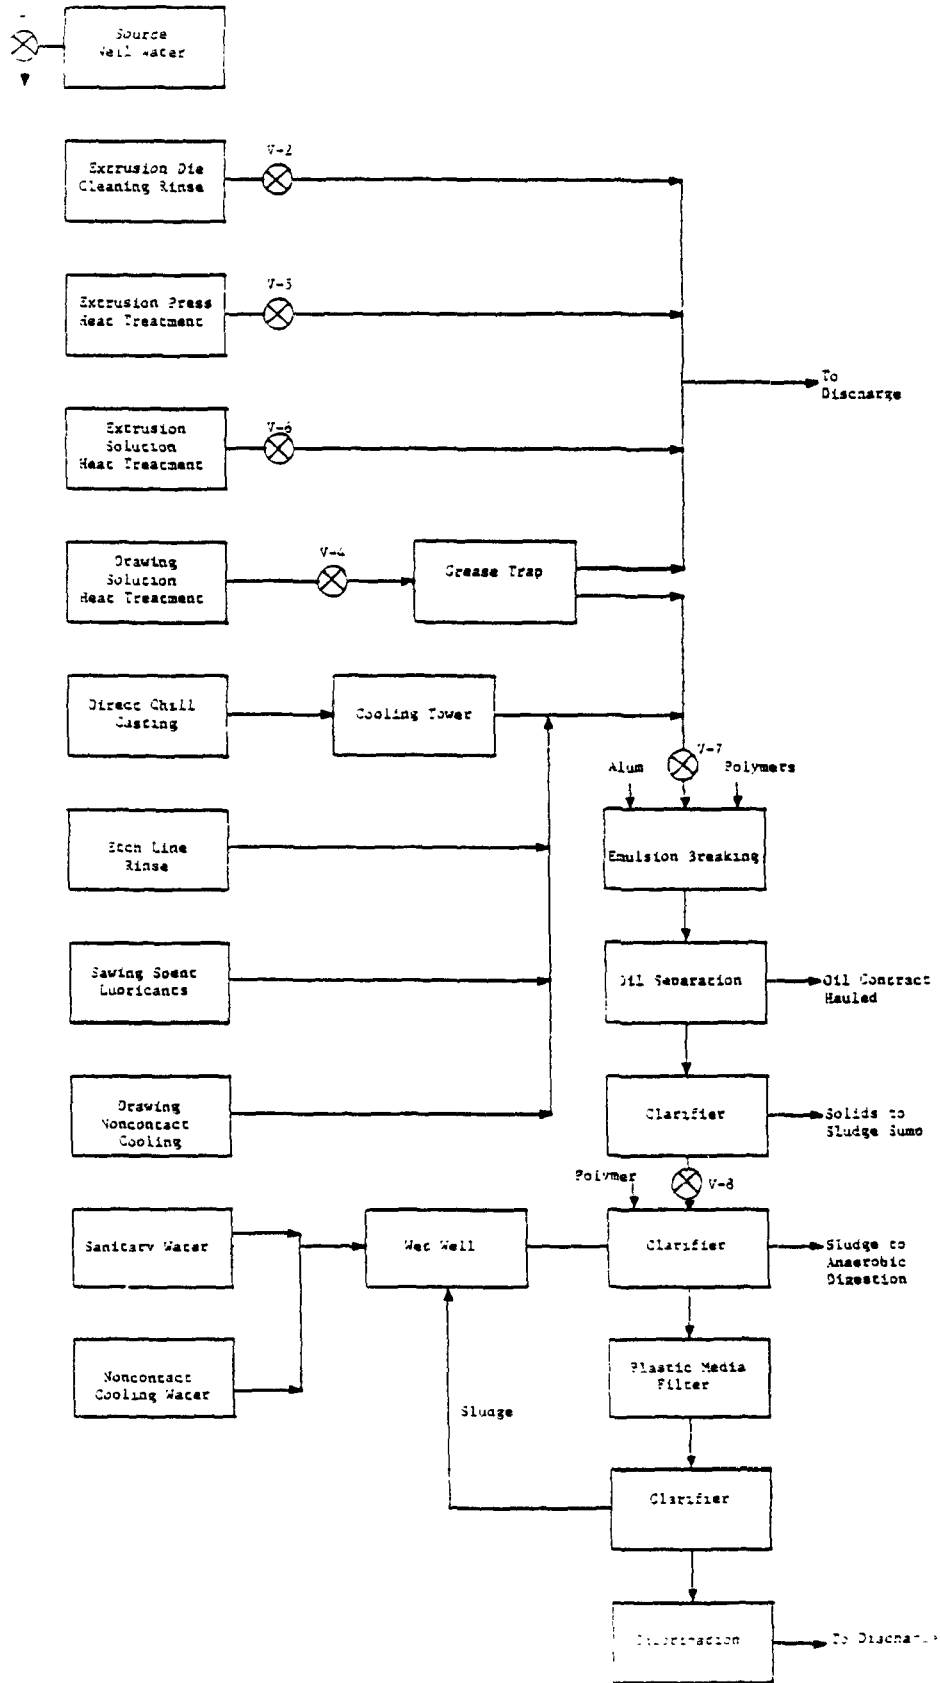 Source
Well Water
V-2
Extrusion Die
Cleaning Rinse
V-5
Extrusion Press
Heat Treatment
To
Discharge
V-6
Extrusion
Solution
Heat Treatment
V-4
Drawing
Solution
Heat Treatment
Grease Trap
Direct Chill
Casting
Cooling Tower
V-7
Alum
Polymers
Etch Line
Rinse
Emulsion Breaking
Sawing Spent
Lubricants
Oil Separation
Oil Contract
Hauled
Drawing
Noncontact
Cooling
Clarifier
Solids to
Sludge Sump
Polymer
V-8
Sanitary Water
Wet Well
Clarifier
Sludge to
Anaerobic
Digestion
Noncontact
Cooling Water
Plastic Media
Filter
Sludge
Clarifier
Chlorination
To Discharge